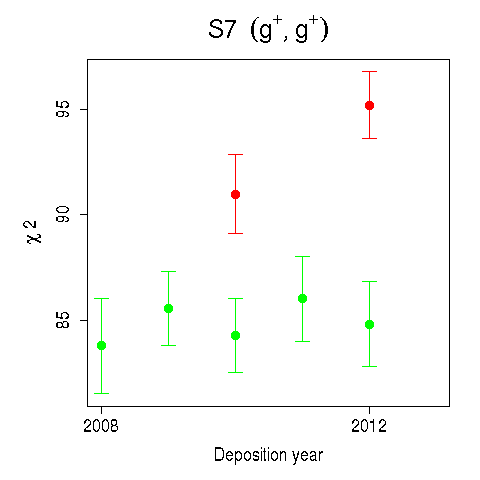 S7 (g⁺, g⁺)
95
90
85
χ 2
2008
2012
Deposition year